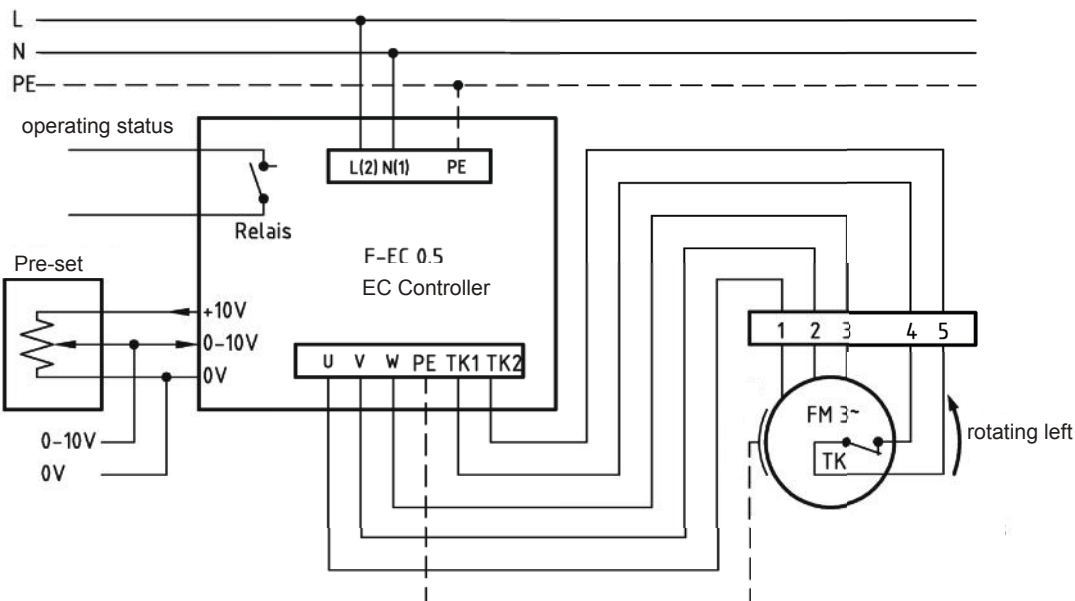 L
N
PE
operating status
L(2) N(1) PE
Relais
F-EC 0.5
EC Controller
Pre-set
+10V
0-10V
0V
U V W PE TK1 TK2
1 2 3 4 5
FM 3~
TK
rotating left
0-10V
0V